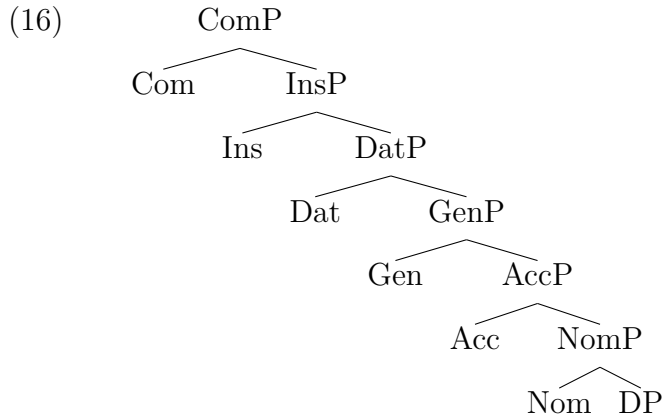 (16) ComP
Com InsP
Ins DatP
Dat GenP
Gen AccP
Acc NomP
Nom DP